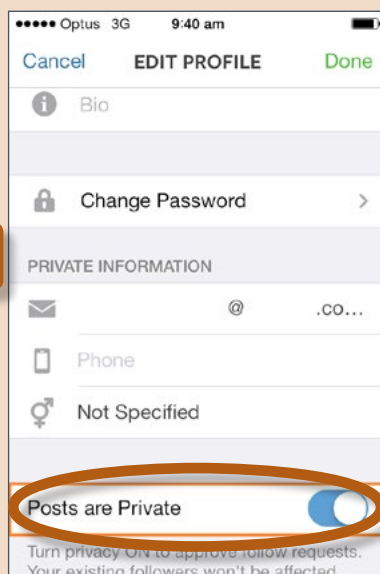 Optus 3G 9:40 am
Cancel EDIT PROFILE Done
Bio
Change Password
PRIVATE INFORMATION
@ .co...
Phone
Not Specified
Posts are Private
Turn privacy ON to approve follow requests.
Your existing followers won't be affected.